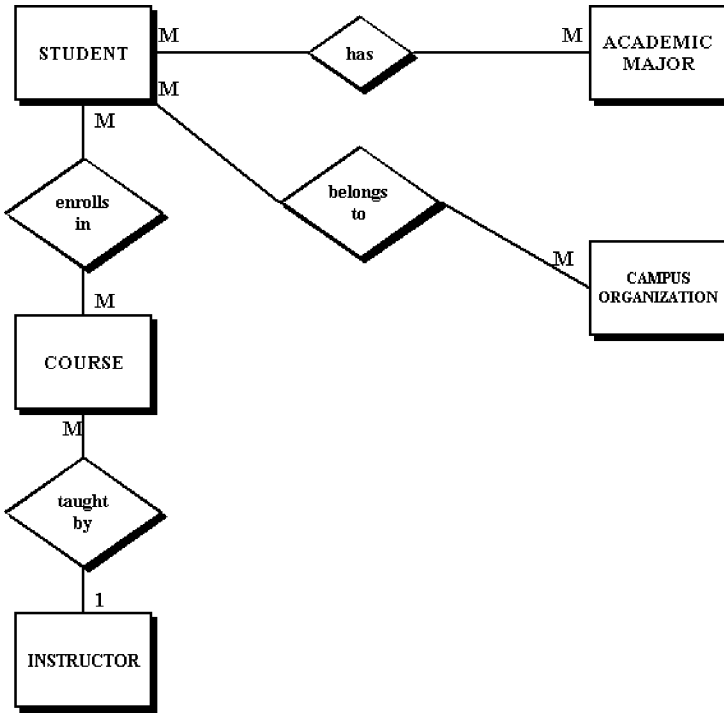 STUDENT
M
has
M
ACADEMIC
MAJOR
M
M
enrolls
in
belongs
to
M
CAMPUS
ORGANIZATION
M
COURSE
M
taught
by
1
INSTRUCTOR